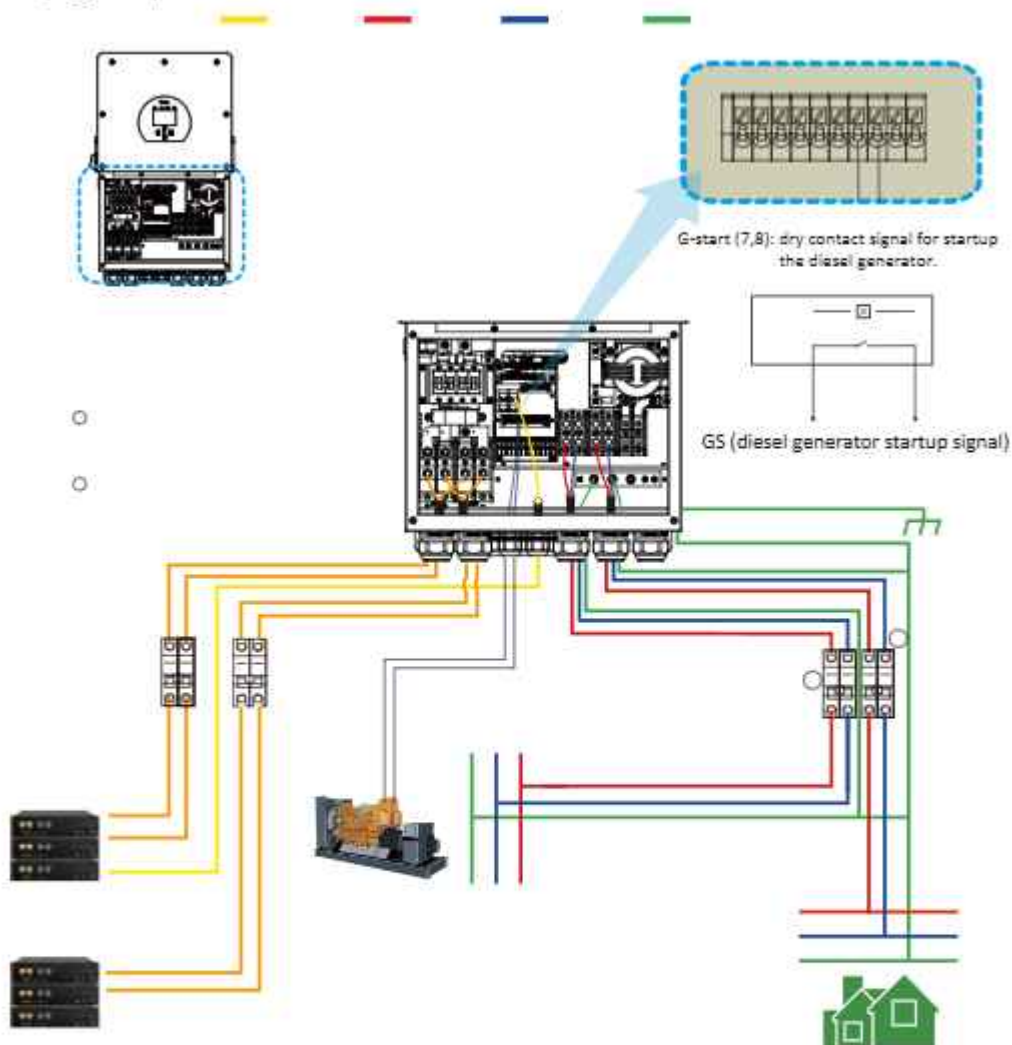 G-start (7,8): dry contact signal for startup
the diesel generator.
GS (diesel generator startup signal)